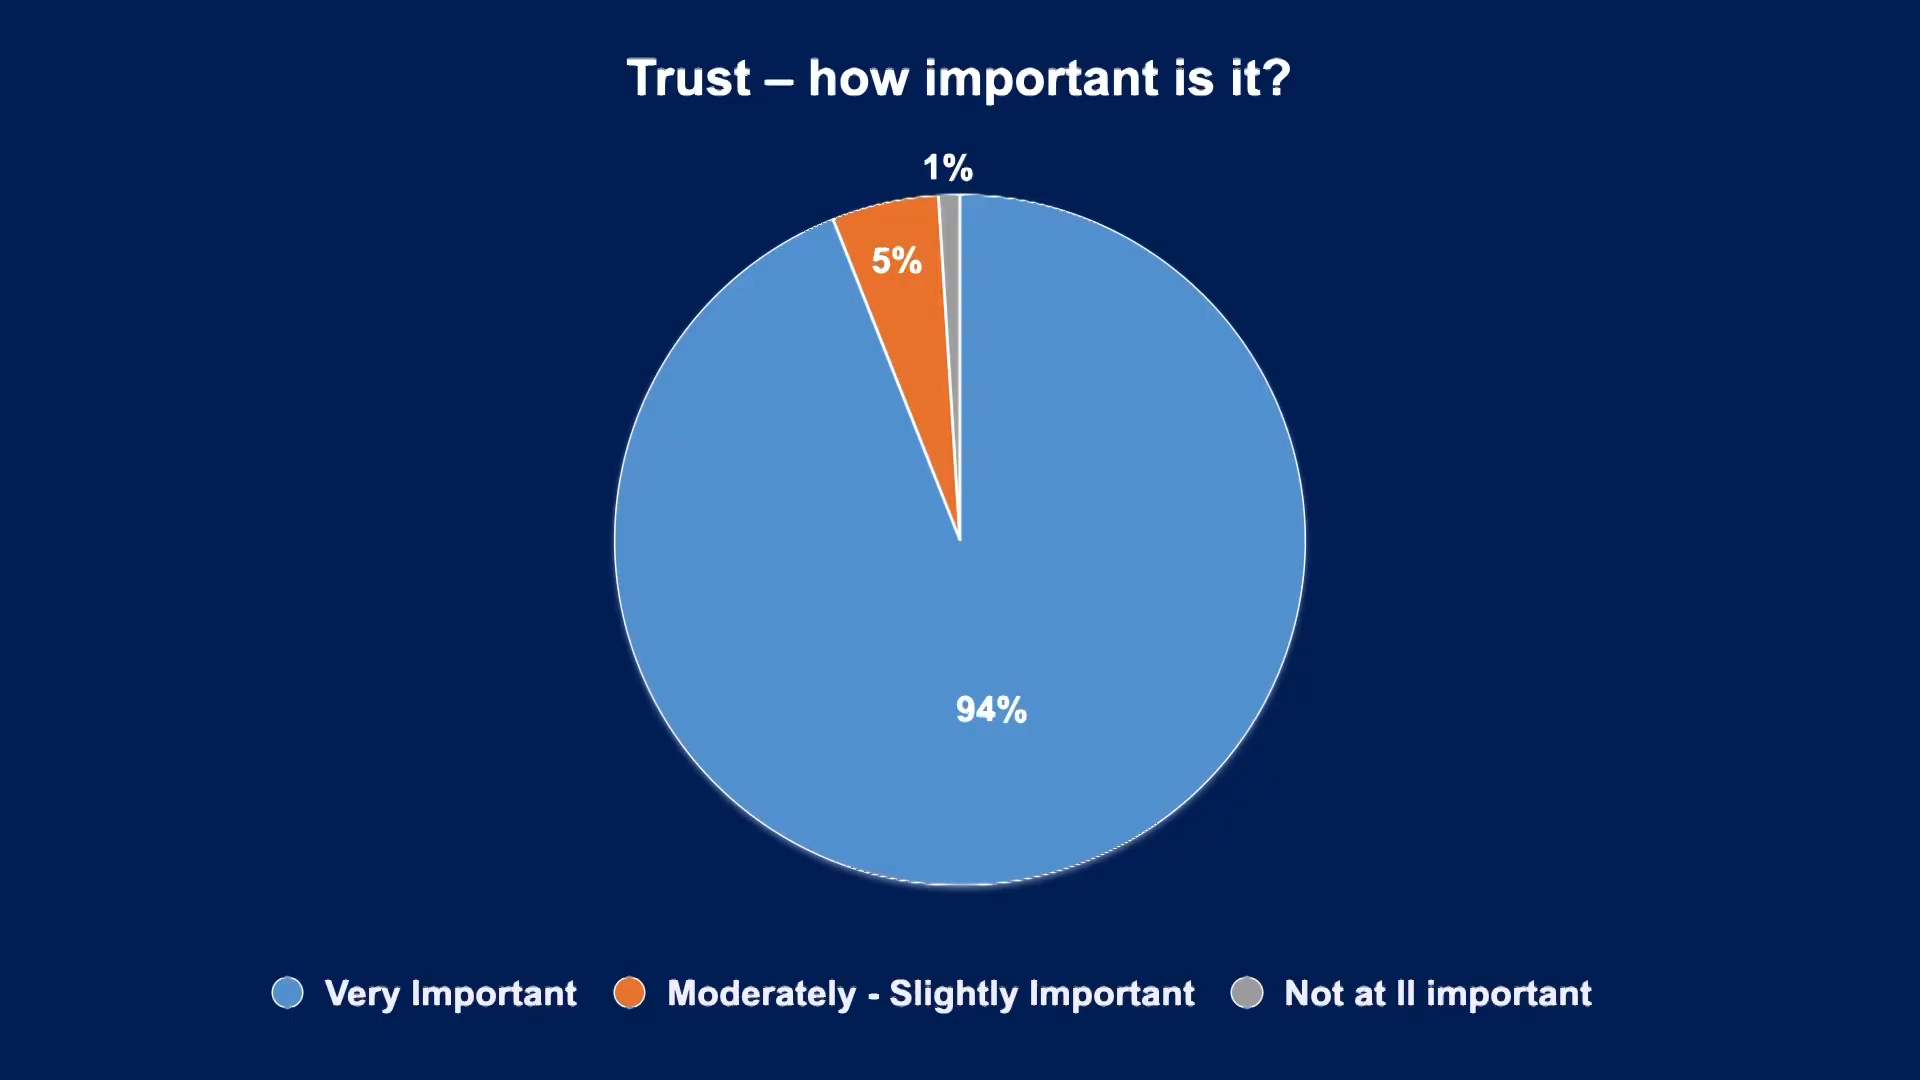 Trust – how important is it?
1%
5%
94%
Very Important
Moderately - Slightly Important
Not at ll important